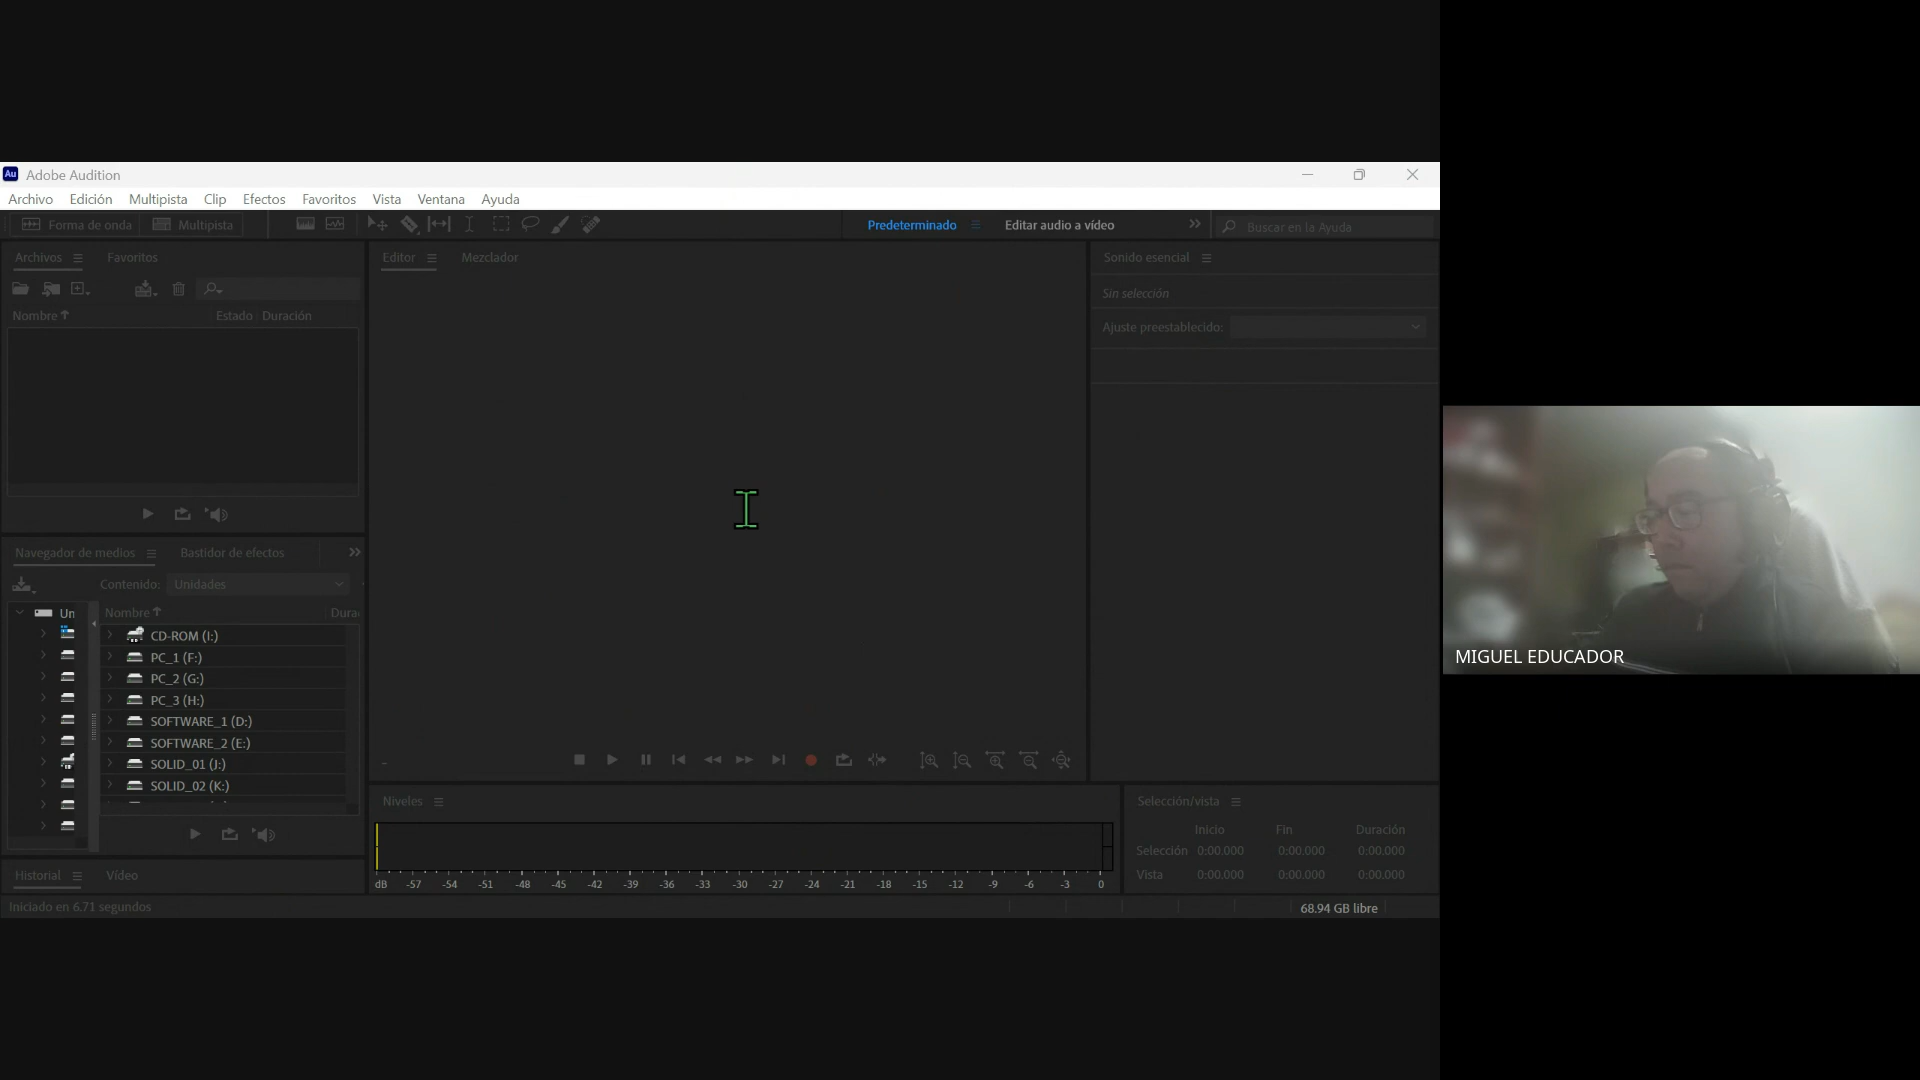 Au Adobe Audition
Archivo Edición Multipista Clip Efectos Favoritos Vista Ventana Ayuda
Forma de onda Multipista Predeterminado Editar audio a vídeo Buscar en la Ayuda
Archivos Favoritos
Nombre Estado Duración
Navegador de medios Bastidor de efectos
Contenido: Unidades
Un
Nombre Dura
CD-ROM (I:)
PC_1 (F:)
PC_2 (G:)
PC_3 (H:)
SOFTWARE_1 (D:)
SOFTWARE_2 (E:)
SOLID_01 (J:)
SOLID_02 (K:)
Historial Vídeo
Iniciado en 6.71 segundos
Editor Mezclador
Niveles
dB -57 -54 -51 -48 -45 -42 -39 -36 -33 -30 -27 -24 -21 -18 -15 -12 -9 -6 -3 0
Sonido esencial
Sin selección
Ajuste preestablecido:
Selección/vista
Inicio Fin Duración
Selección 0:00.000 0:00.000 0:00.000
Vista 0:00.000 0:00.000 0:00.000
68.94 GB libre
MIGUEL EDUCADOR